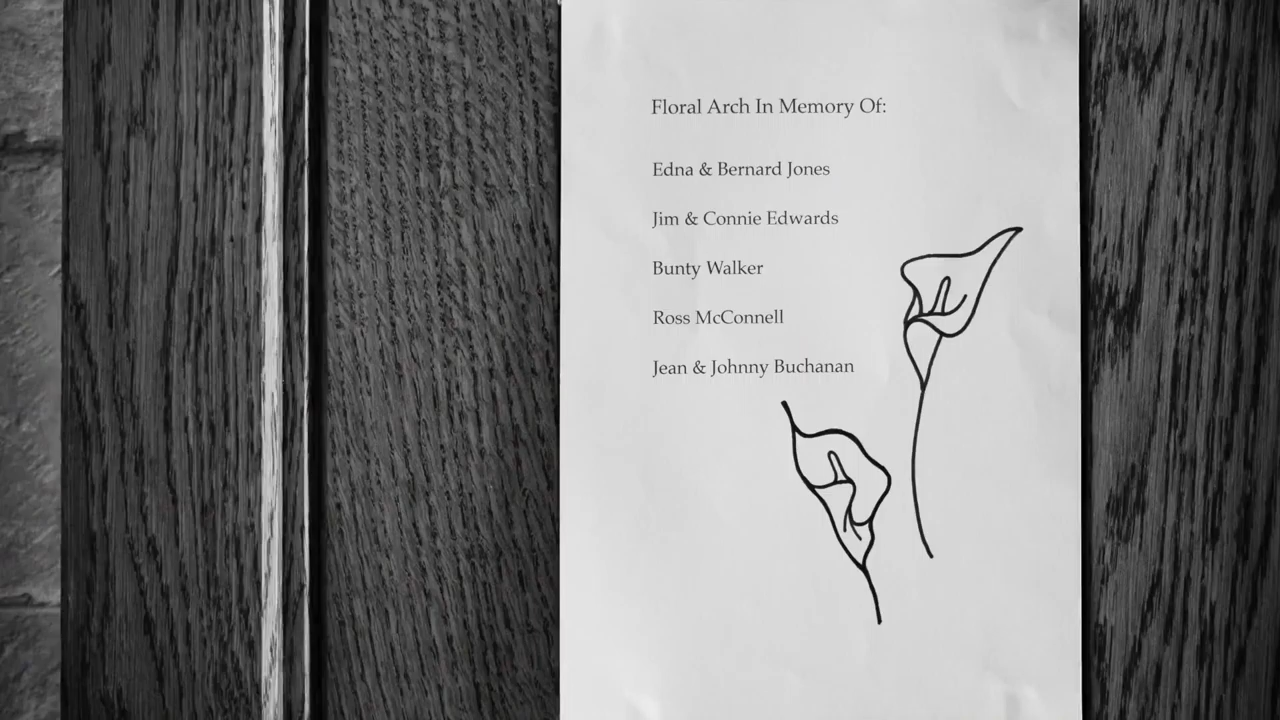 Floral Arch In Memory Of:
Edna & Bernard Jones
Jim & Connie Edwards
Bunty Walker
Ross McConnell
Jean & Johnny Buchanan